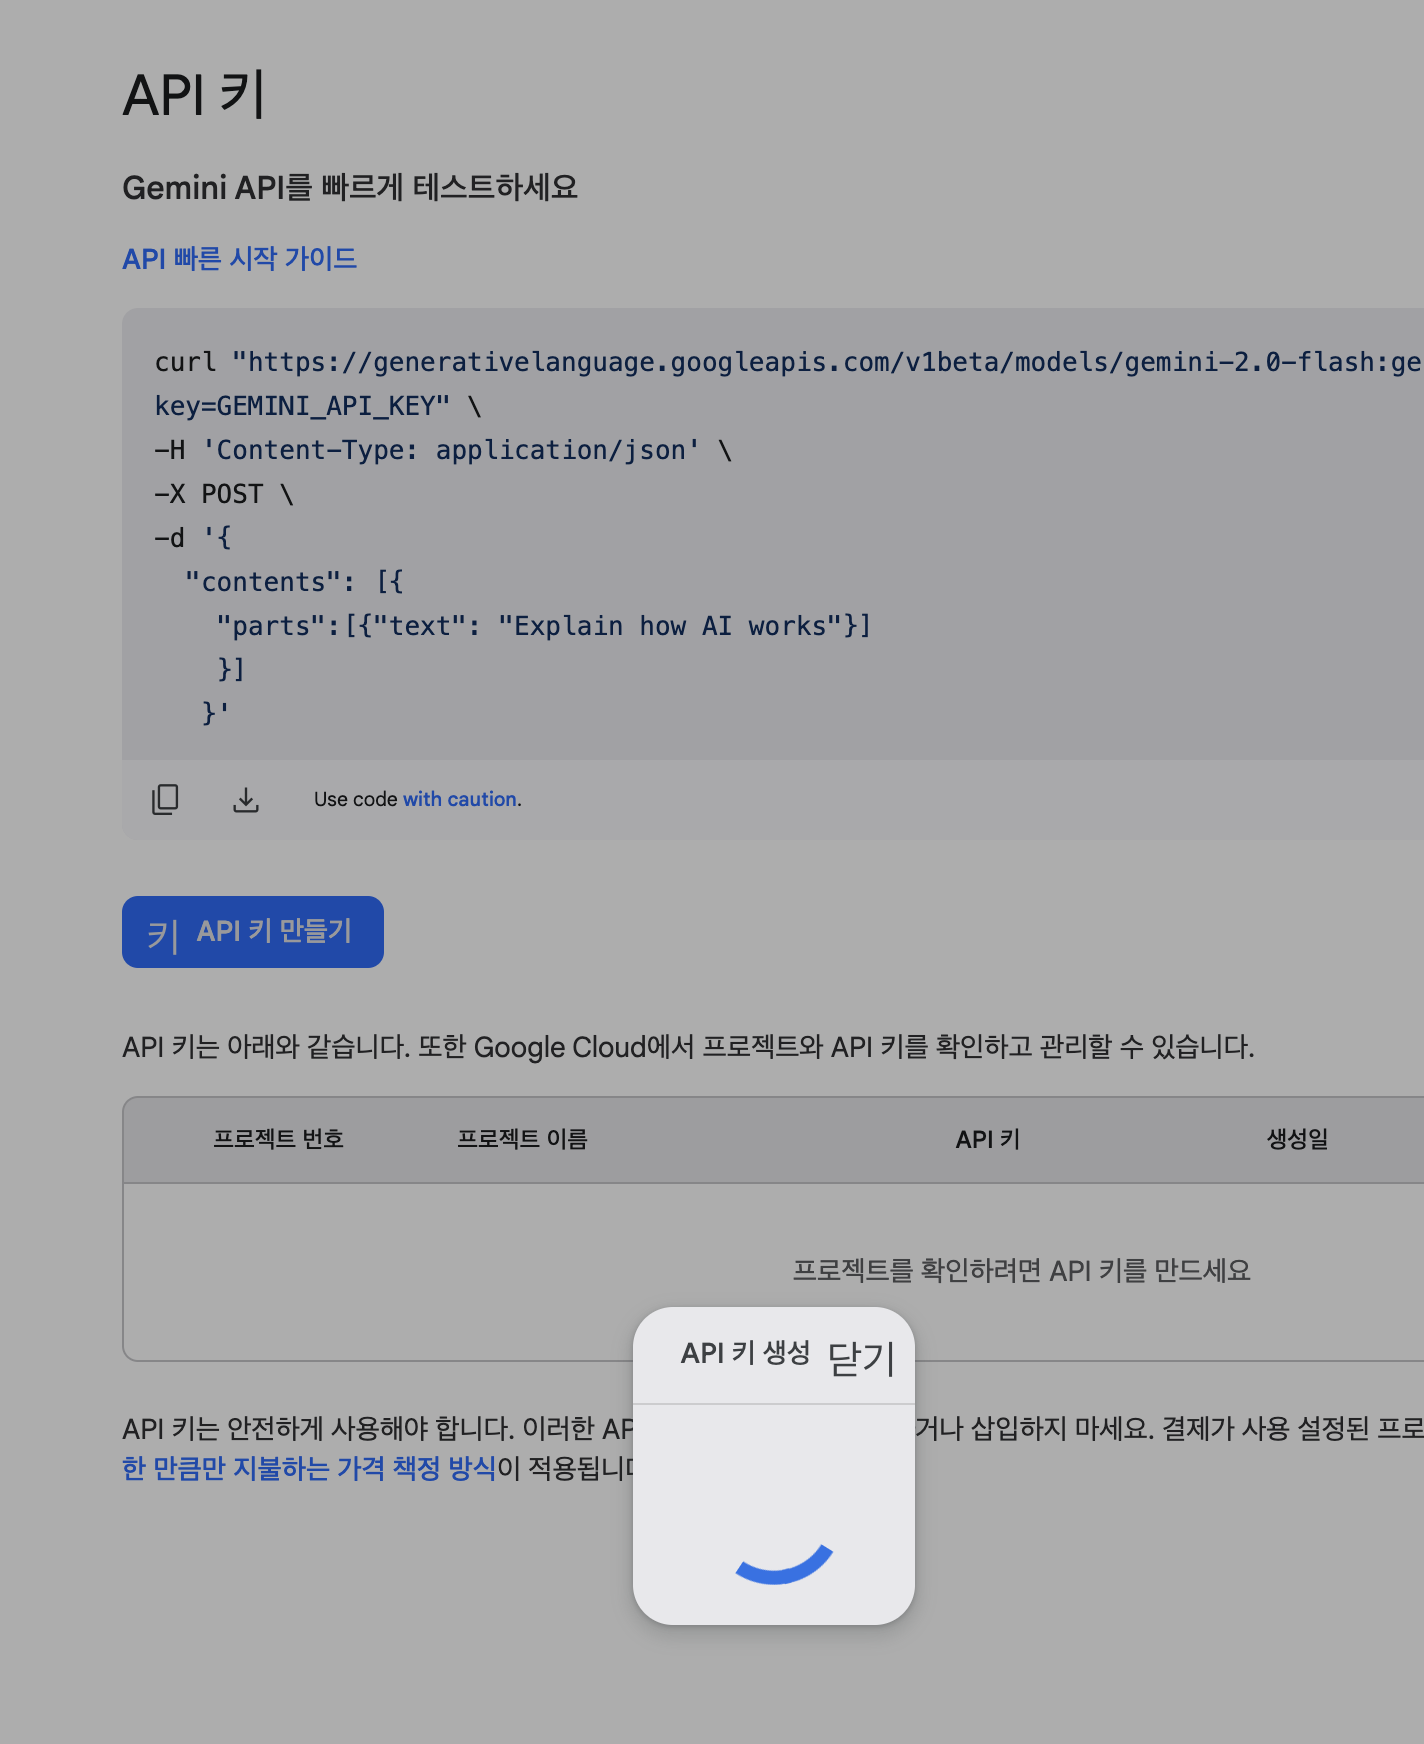 API 키
Gemini API를 빠르게 테스트하세요
API 빠른 시작 가이드
curl "https://generativelanguage.googleapis.com/v1beta/models/gemini-2.0-flash:ge
key=GEMINI_API_KEY" \
-H 'Content-Type: application/json' \
-X POST \
-d '{
"contents": [{
"parts":[{"text": "Explain how AI works"}]
}]
}'
Use code with caution.
키 API 키 만들기
API 키는 아래와 같습니다. 또한 Google Cloud에서 프로젝트와 API 키를 확인하고 관리할 수 있습니다.
프로젝트 번호 프로젝트 이름 API 키 생성일
프로젝트를 확인하려면 API 키를 만드세요
API 키 생성 닫기
API 키는 안전하게 사용해야 합니다. 이러한 AP 거나 삽입하지 마세요. 결제가 사용 설정된 프로
한 만큼만 지불하는 가격 책정 방식이 적용됩니다